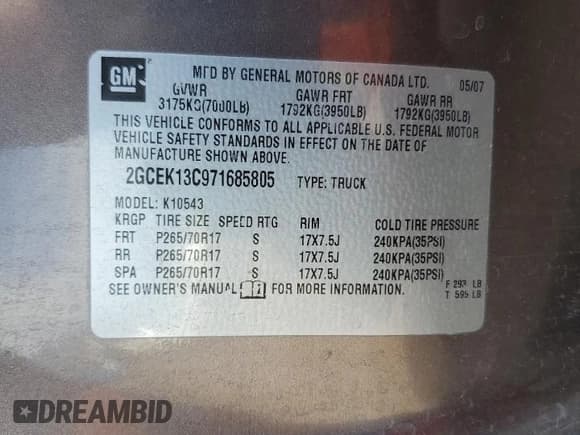 GM
MFD BY GENERAL MOTORS OF CANADA LTD. 05/07
GVWR GAWR FRT GAWR RR
3175KG(7000LB) 1792KG(3950LB) 1792KG(3950LB)
THIS VEHICLE CONFORMS TO ALL APPLICABLE U.S. FEDERAL MOTOR
VEHICLE SAFETY STANDARDS IN EFFECT ON THE DATE OF
MANUFACTURE SHOWN ABOVE.
2GCEK13C971685805 TYPE: TRUCK
MODEL: K10543
KRGP TIRE SIZE SPEED RTG RIM COLD TIRE PRESSURE
FRT P265/70R17 S 17X7.5J 240KPA(35PSI)
RR P265/70R17 S 17X7.5J 240KPA(35PSI)
SPA P265/70R17 S 17X7.5J 240KPA(35PSI)
SEE OWNER'S MANUAL FOR MORE INFORMATION.
F LB
T 595 LB
DREAMBID